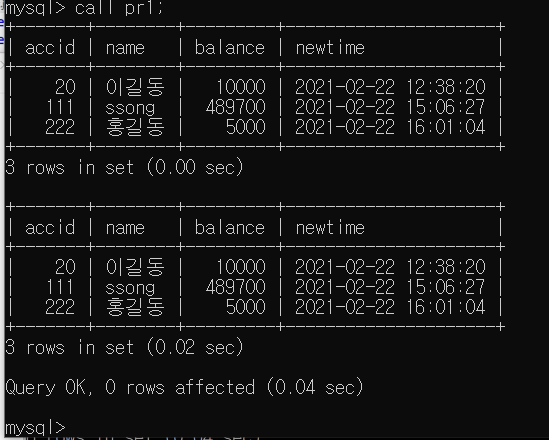 mysql> call pr1;
+-------+--------+---------+---------------------+
| accid | name | balance | newtime |
+-------+--------+---------+---------------------+
| 20 | 이길동 | 10000 | 2021-02-22 12:38:20 |
| 111 | ssong | 489700 | 2021-02-22 15:06:27 |
| 222 | 홍길동 | 5000 | 2021-02-22 16:01:04 |
+-------+--------+---------+---------------------+
3 rows in set (0.00 sec)
+-------+--------+---------+---------------------+
| accid | name | balance | newtime |
+-------+--------+---------+---------------------+
| 20 | 이길동 | 10000 | 2021-02-22 12:38:20 |
| 111 | ssong | 489700 | 2021-02-22 15:06:27 |
| 222 | 홍길동 | 5000 | 2021-02-22 16:01:04 |
+-------+--------+---------+---------------------+
3 rows in set (0.02 sec)
Query OK, 0 rows affected (0.04 sec)
mysql>